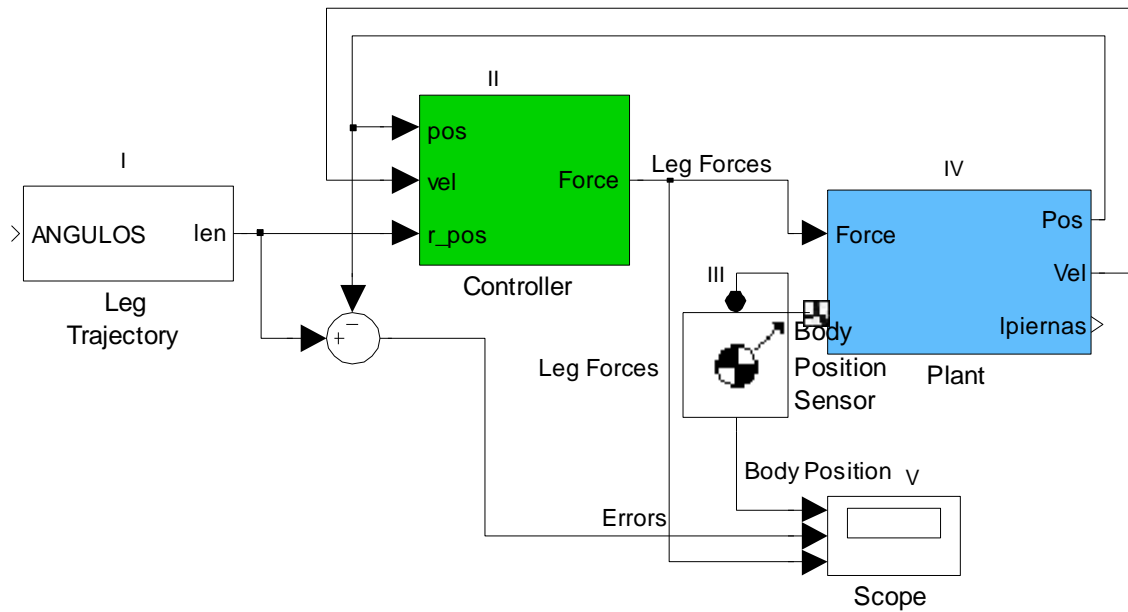 I
ANGULOS
len
Leg
Trajectory
II
pos
vel
r_pos
Force
Controller
Leg Forces
IV
Force
Pos
Vel
Ipiernas
Plant
III
Body
Position
Sensor
Leg Forces
+
−
Body Position
V
Errors
Scope